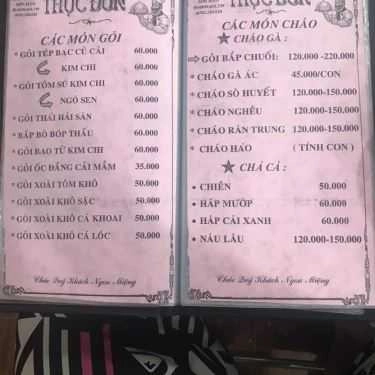 THỰC ĐƠN
CÁC MÓN GỎI
* GỎI TÉP BẠC CỦ CẢI 60.000
KIM CHI 60.000
* GỎI TÔM SÚ KIM CHI 60.000
NGÓ SEN 60.000
* GỎI THÁI HẢI SẢN 60.000
* BẮP BÒ BÓP THẤU 60.000
* GỎI BAO TỬ KIM CHI 60.000
* GỎI ỐC ĐẮNG CÁI MẮM 35.000
* GỎI XOÀI TÔM KHÔ 50.000
* GỎI XOÀI KHÔ SẶC 50.000
* GỎI XOÀI KHÔ CÁ KHOAI 50.000
* GỎI XOÀI KHÔ CÁ LÓC 50.000
Chúc Quý Khách Ngon Miệng
THỰC ĐƠN
CÁC MÓN CHÁO
★ CHÁO GÀ :
⇨ GỎI BẮP CHUỐI: 120.000 -220.000
* CHÁO GÀ ÁC 45.000/CON
* CHÁO SÒ HUYẾT 120.000-150.000
* CHÁO NGHÊU 120.000-150.000
* CHÁO RẮN TRUNG 120.000-150.000
* CHÁO HÀO ( TÍNH CON )
★ CHẢ CÁ :
• CHIÊN 50.000
• HẤP MƯỚP 60.000
• HẤP CẢI XANH 60.000
• NẤU LẨU 120.000-150.000
Chúc Quý Khách Ngon Miệng